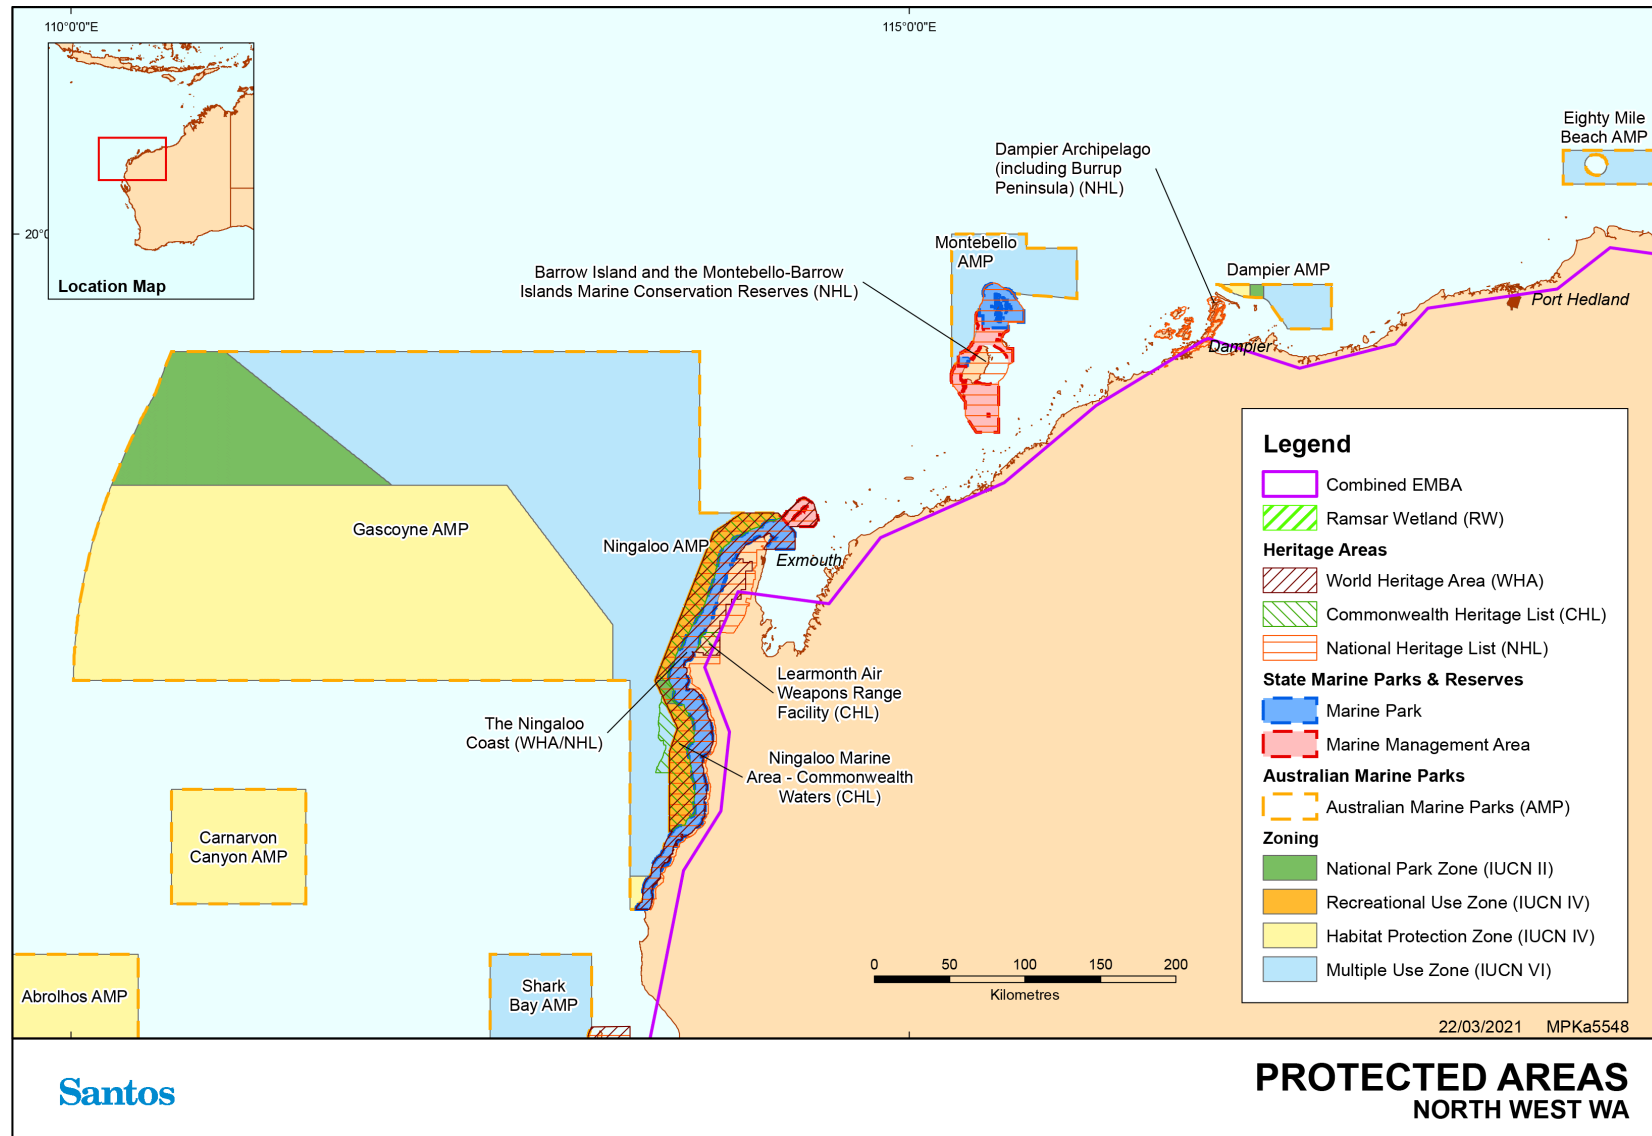 110°0'0"E
115°0'0"E
20°0
Location Map
Eighty Mile
Beach AMP
Dampier Archipelago
(including Burrup
Peninsula) (NHL)
Montebello
AMP
Dampier AMP
Barrow Island and the Montebello-Barrow
Islands Marine Conservation Reserves (NHL)
Port Hedland
Dampier
Gascoyne AMP
Ningaloo AMP
Exmouth
Learmonth Air
Weapons Range
Facility (CHL)
The Ningaloo
Coast (WHA/NHL)
Ningaloo Marine
Area - Commonwealth
Waters (CHL)
Carnarvon
Canyon AMP
Abrolhos AMP
Shark
Bay AMP
0 50 100 150 200
Kilometres
Legend
Combined EMBA
Ramsar Wetland (RW)
Heritage Areas
World Heritage Area (WHA)
Commonwealth Heritage List (CHL)
National Heritage List (NHL)
State Marine Parks & Reserves
Marine Park
Marine Management Area
Australian Marine Parks
Australian Marine Parks (AMP)
Zoning
National Park Zone (IUCN II)
Recreational Use Zone (IUCN IV)
Habitat Protection Zone (IUCN IV)
Multiple Use Zone (IUCN VI)
22/03/2021 MPKa5548
Santos
PROTECTED AREAS
NORTH WEST WA